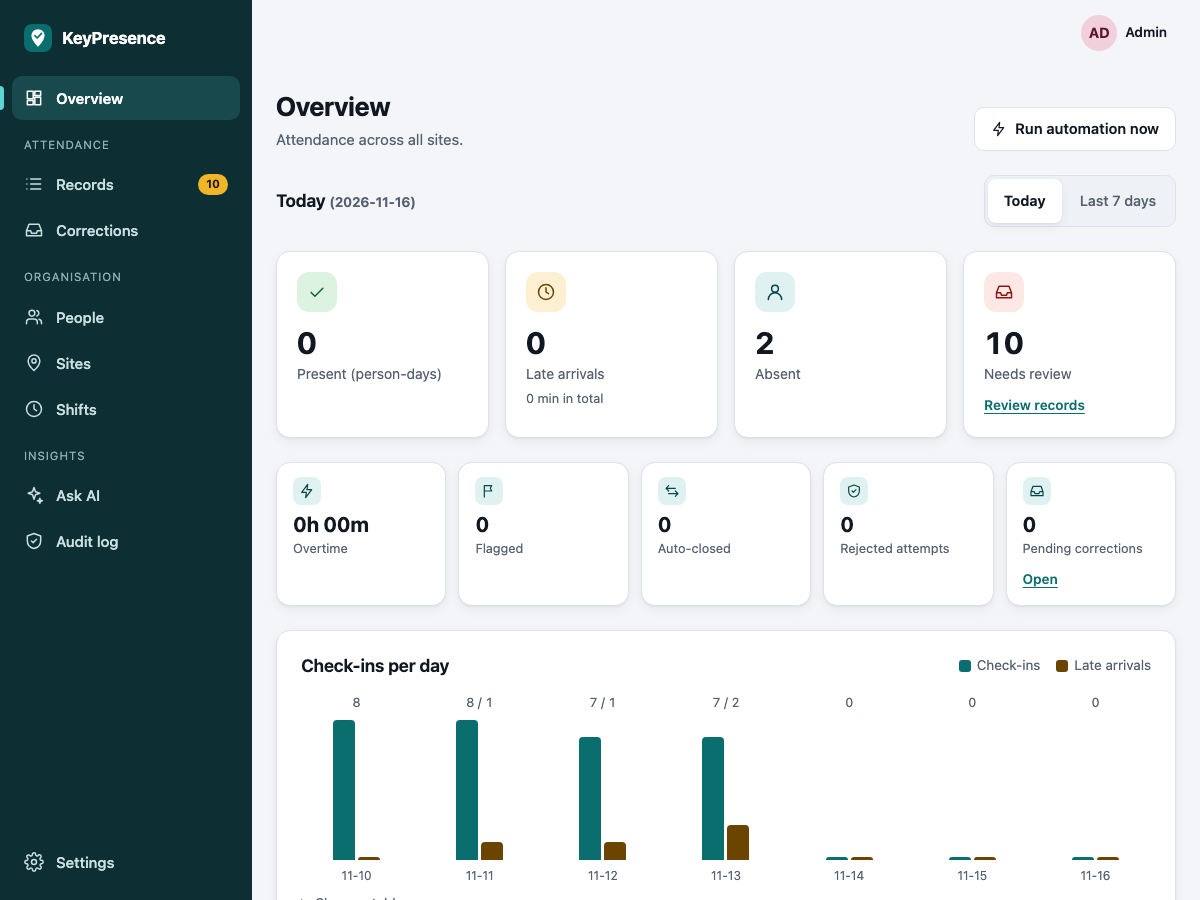 KeyPresence
AD Admin
Overview
ATTENDANCE
Records 10
Corrections
ORGANISATION
People
Sites
Shifts
INSIGHTS
Ask AI
Audit log
Settings
Overview
Attendance across all sites.
Run automation now
Today (2026-11-16)
Today
Last 7 days
0
Present (person-days)
0
Late arrivals
0 min in total
2
Absent
10
Needs review
Review records
0h 00m
Overtime
0
Flagged
0
Auto-closed
0
Rejected attempts
0
Pending corrections
Open
Check-ins per day
Check-ins Late arrivals
8 8 / 1 7 / 1 7 / 2 0 0 0
11-10 11-11 11-12 11-13 11-14 11-15 11-16